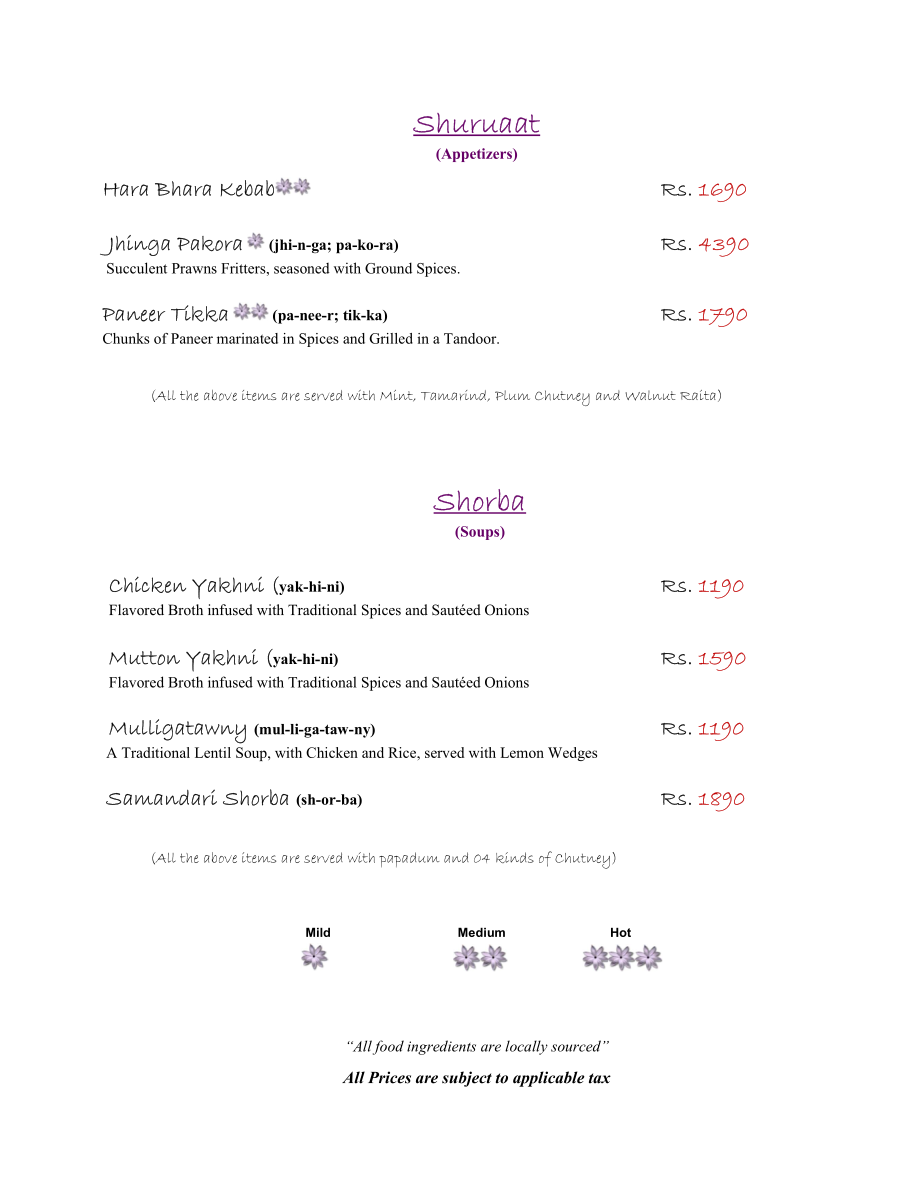 Shuruaat
(Appetizers)
Hara Bhara Kebab Rs. 1690
Jhinga Pakora (jhi-n-ga; pa-ko-ra) Rs. 4390
Succulent Prawns Fritters, seasoned with Ground Spices.
Paneer Tikka (pa-nee-r; tik-ka) Rs. 1790
Chunks of Paneer marinated in Spices and Grilled in a Tandoor.
(All the above items are served with Mint, Tamarind, Plum Chutney and Walnut Raita)
Shorba
(Soups)
Chicken Yakhni (yak-hi-ni) Rs. 1190
Flavored Broth infused with Traditional Spices and Sautéed Onions
Mutton Yakhni (yak-hi-ni) Rs. 1590
Flavored Broth infused with Traditional Spices and Sautéed Onions
Mulligatawny (mul-li-ga-taw-ny) Rs. 1190
A Traditional Lentil Soup, with Chicken and Rice, served with Lemon Wedges
Samandari Shorba (sh-or-ba) Rs. 1890
(All the above items are served with papadum and 04 kinds of Chutney)
Mild Medium Hot
“All food ingredients are locally sourced”
All Prices are subject to applicable tax